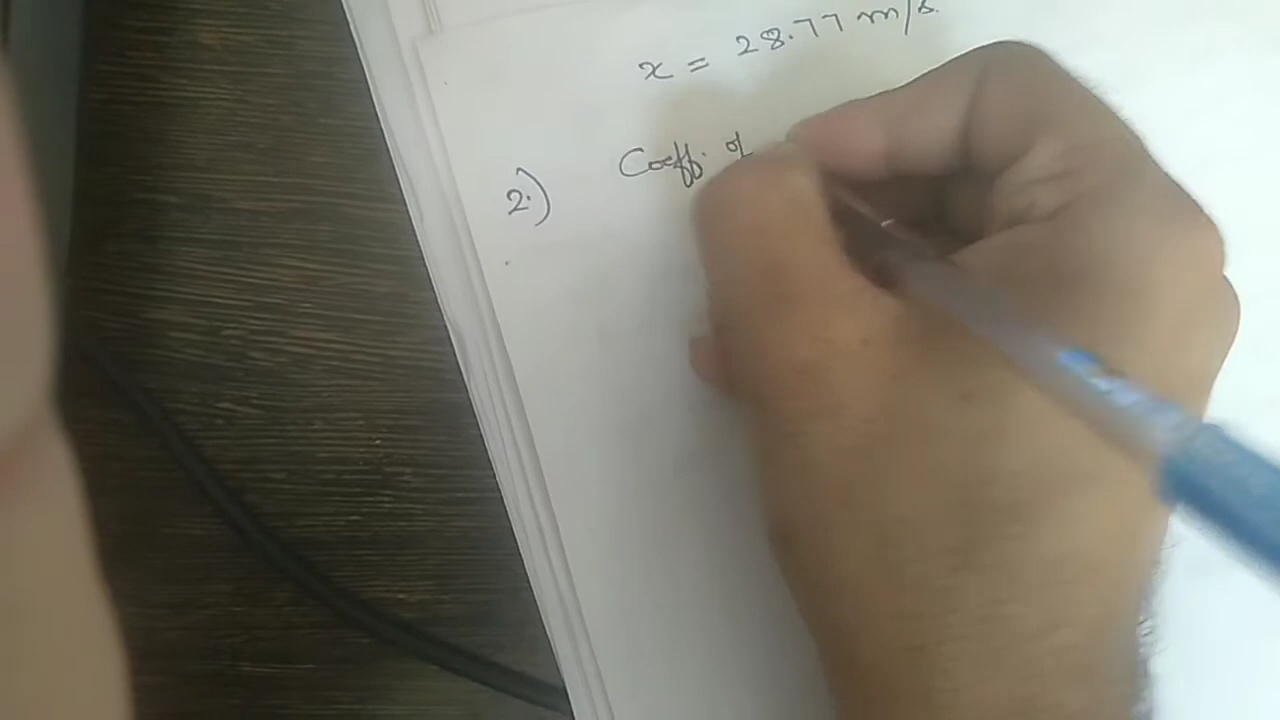 x = 28.77 m/s.
2.) Coeff. of